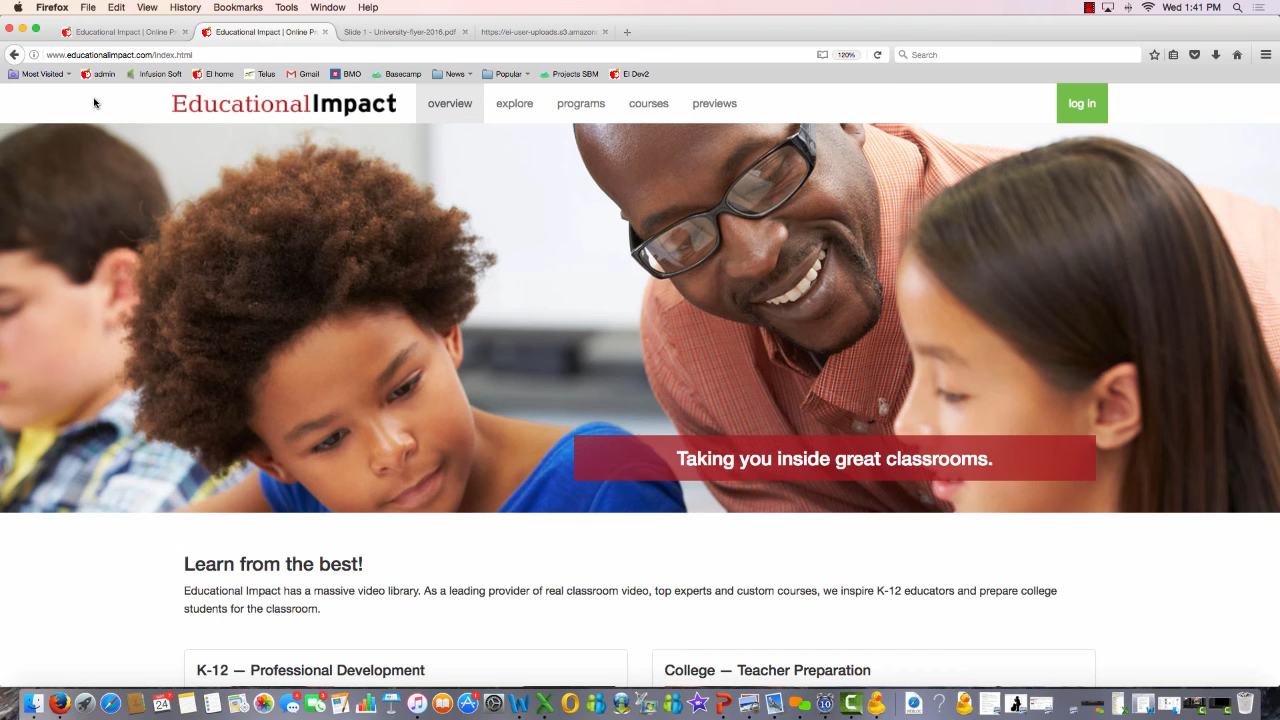 Firefox File Edit View History Bookmarks Tools Window Help Wed 1:41 PM
Educational Impact | Online Pr Educational Impact | Online Pr Slide 1 - University-flyer-2016.pdf https://ei-user-uploads.s3.amazon
www.educationalimpact.com/index.html 120% Search
Most Visited admin Infusion Soft EI home Telus Gmail BMO Basecamp News Popular Projects SBM EI Dev2
EducationalImpact overview explore programs courses previews log in
Taking you inside great classrooms.
Learn from the best!
Educational Impact has a massive video library. As a leading provider of real classroom video, top experts and custom courses, we inspire K-12 educators and prepare college
students for the classroom.
K-12 — Professional Development College — Teacher Preparation